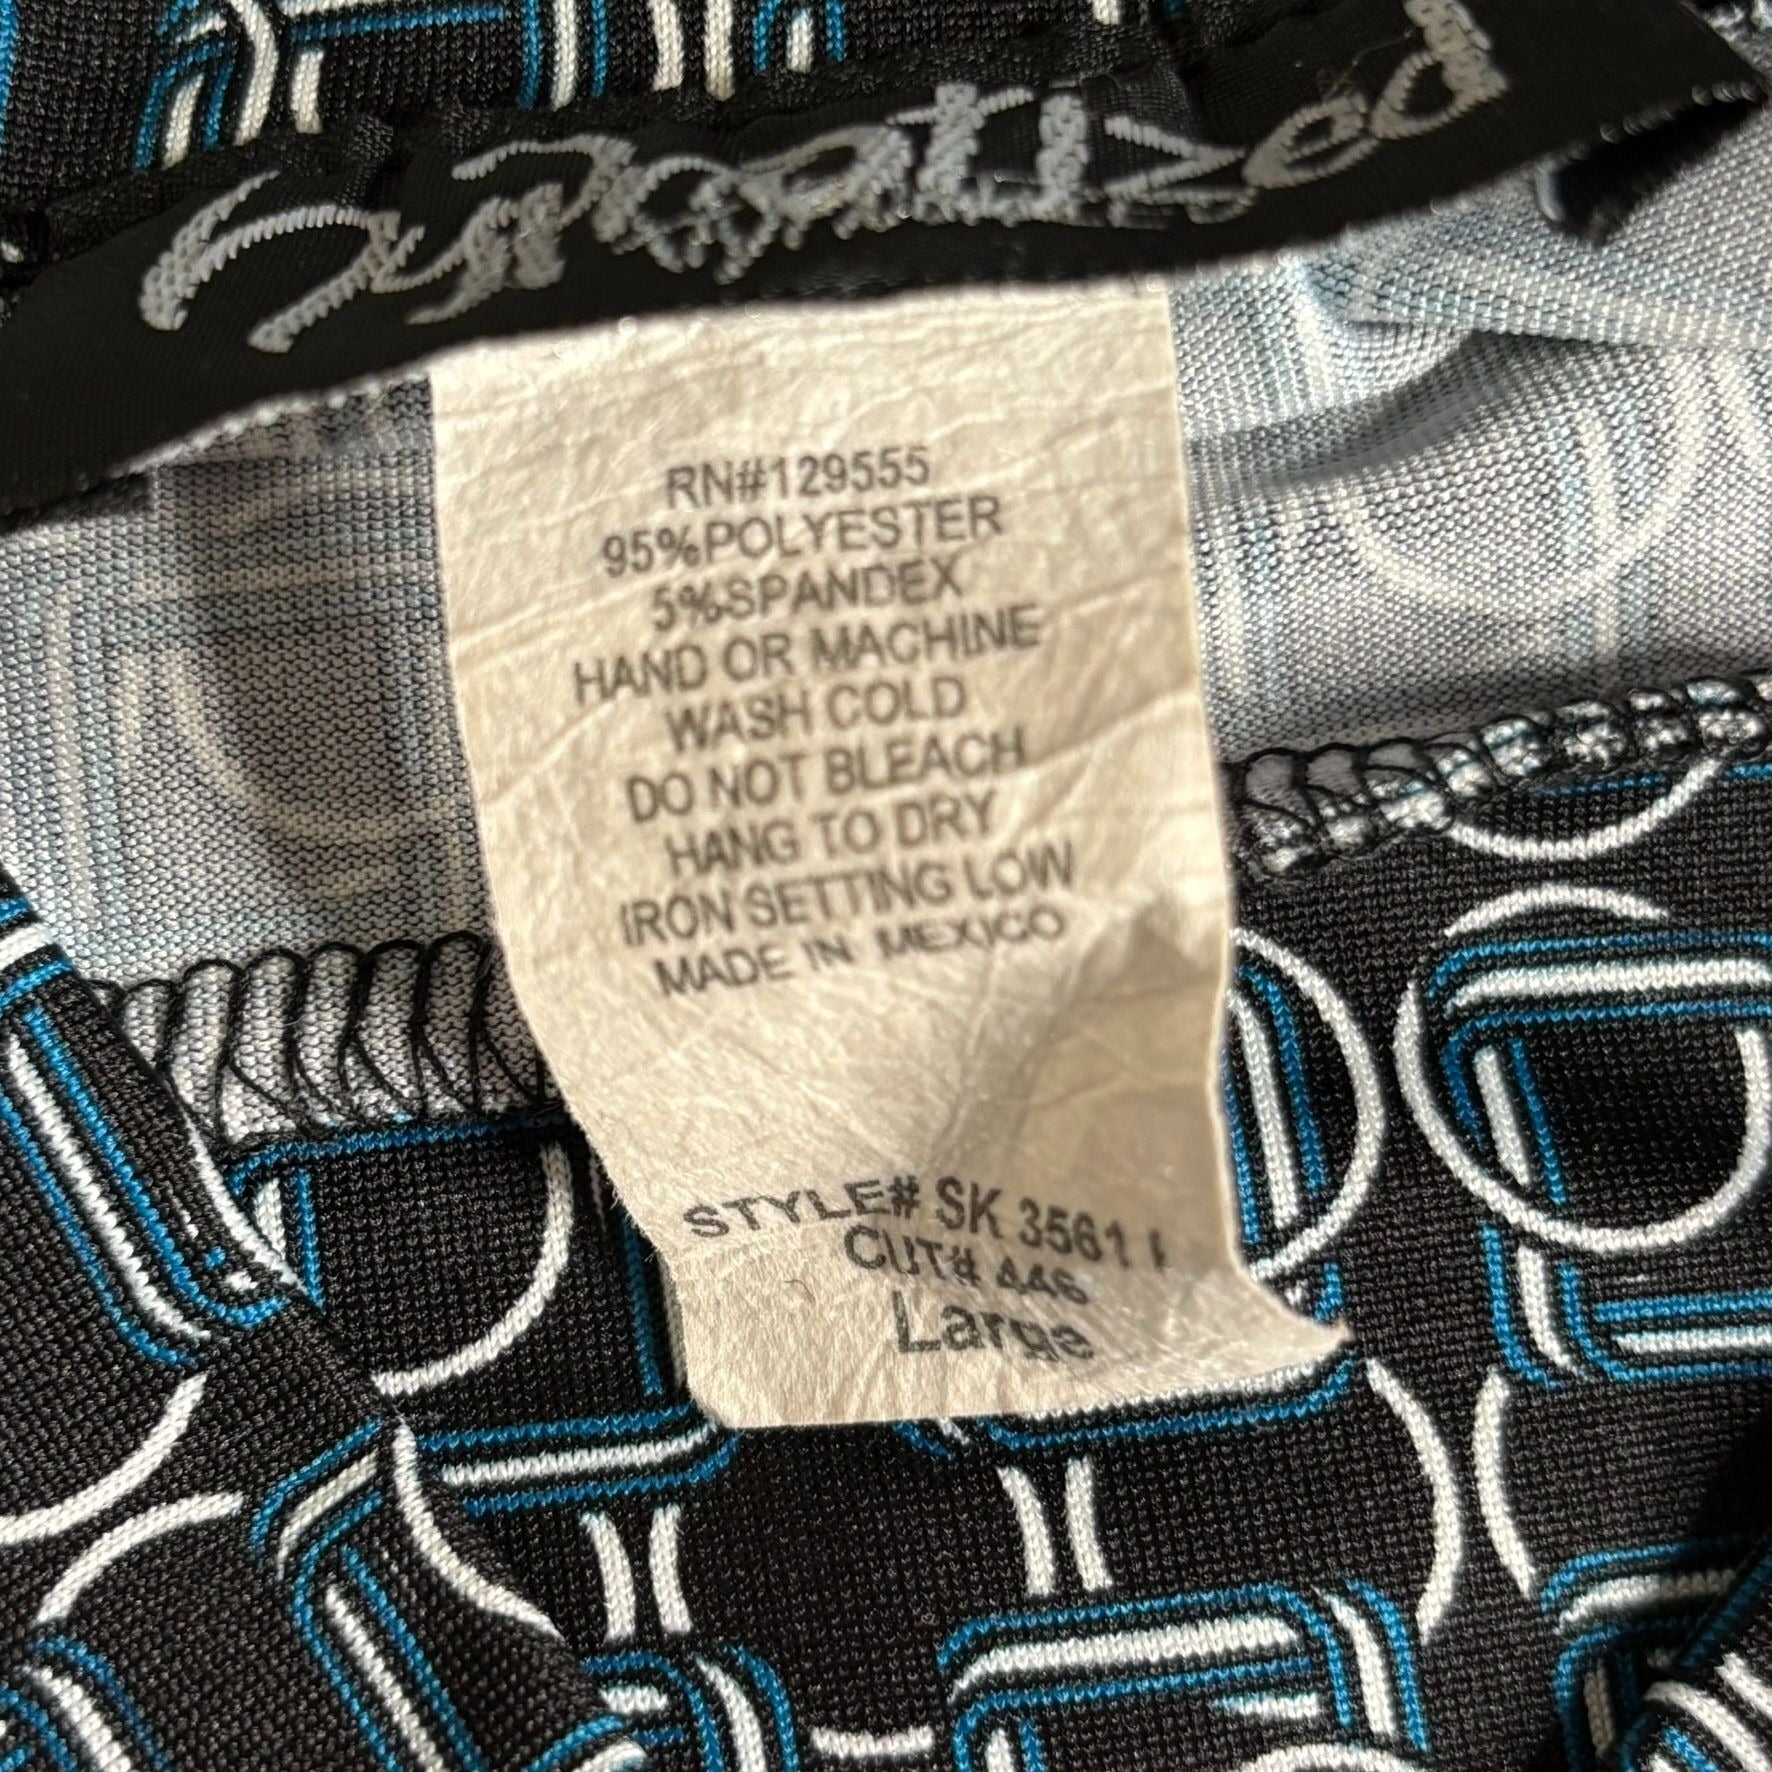 RN#129555
95%POLYESTER
5%SPANDEX
HAND OR MACHINE
WASH COLD
DO NOT BLEACH
HANG TO DRY
IRON SETTING LOW
MADE IN MEXICO
STYLE# SK 3561
CUT# 446
Large